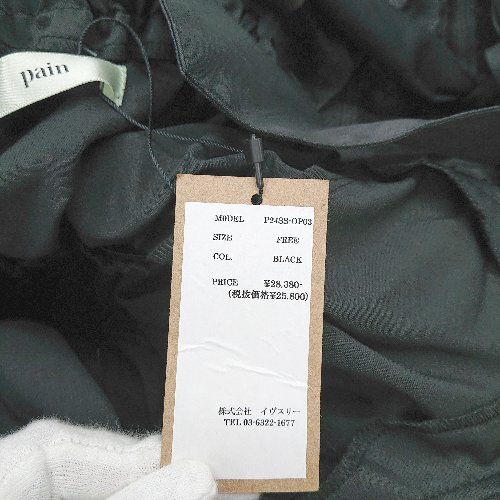 pain
MODEL P24SS-OP03
SIZE FREE
COL. BLACK
PRICE ¥28,380-
(税抜価格¥25,800)
株式会社 イヴスリー
TEL 03-6322-1677